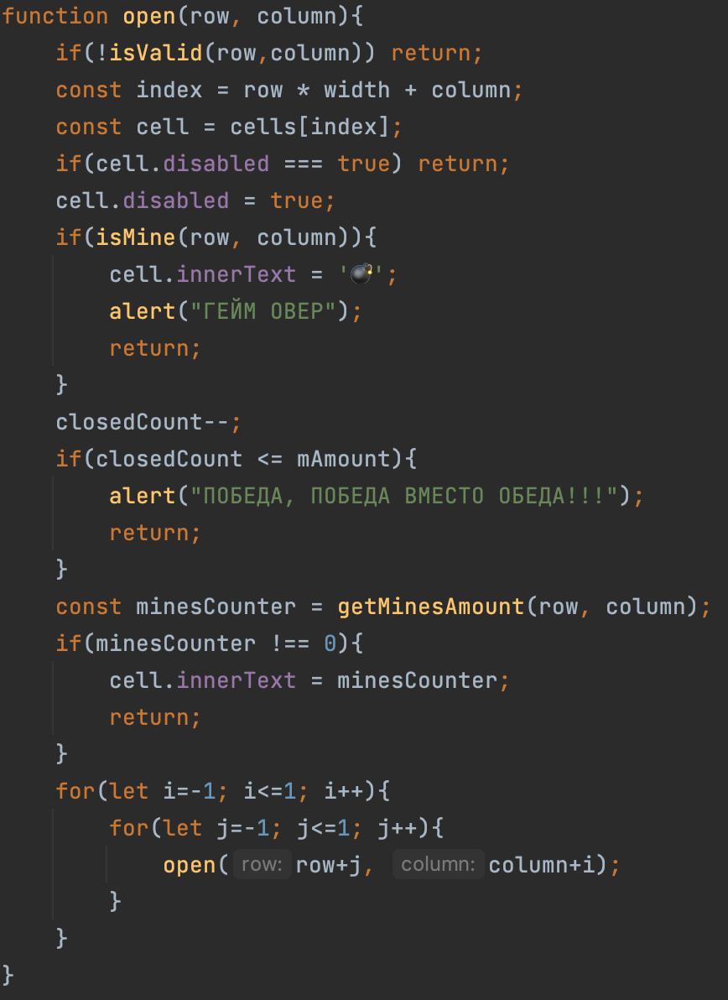 function open(row, column){
    if(!isValid(row,column)) return;
    const index = row * width + column;
    const cell = cells[index];
    if(cell.disabled === true) return;
    cell.disabled = true;
    if(isMine(row, column)){
        cell.innerText = '💣';
        alert("ГЕЙМ ОВЕР");
        return;
    }
    closedCount--;
    if(closedCount <= mAmount){
        alert("ПОБЕДА, ПОБЕДА ВМЕСТО ОБЕДА!!!");
        return;
    }
    const minesCounter = getMinesAmount(row, column);
    if(minesCounter !== 0){
        cell.innerText = minesCounter;
        return;
    }
    for(let i=-1; i<=1; i++){
        for(let j=-1; j<=1; j++){
            open( row: row+j, column: column+i);
        }
    }
}